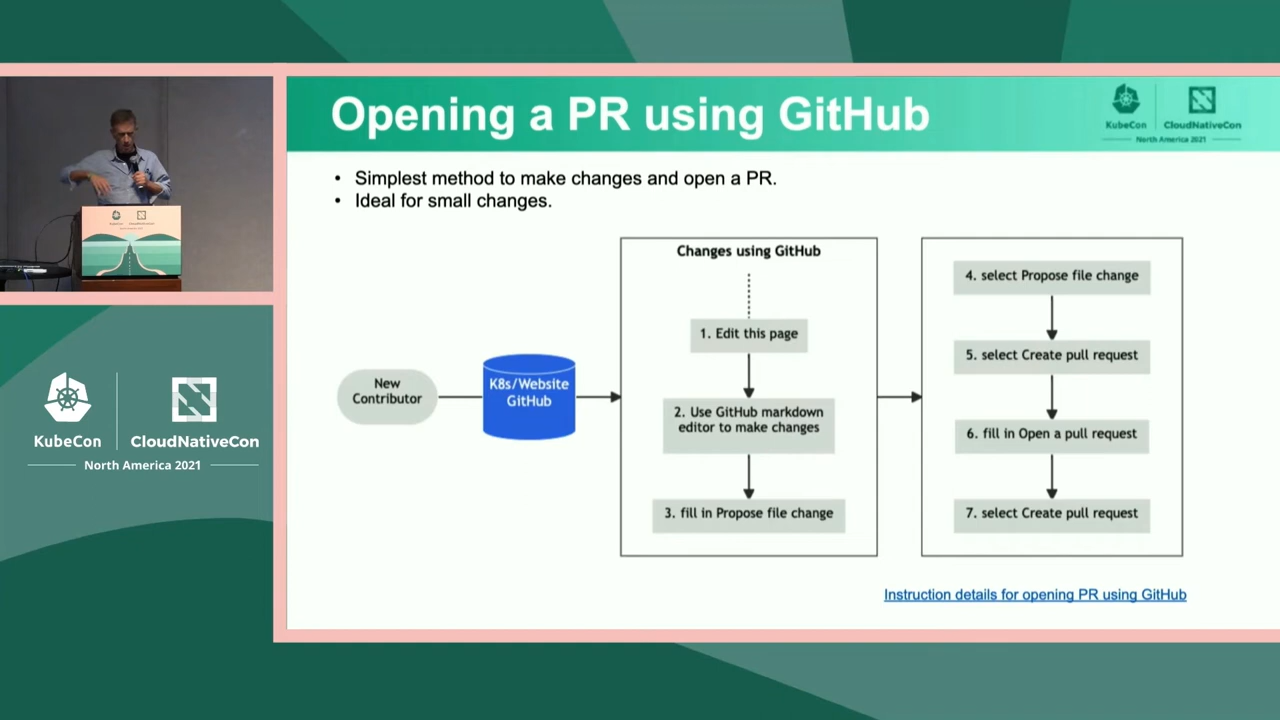 Opening a PR using GitHub
KubeCon
CloudNativeCon
North America 2021
• Simplest method to make changes and open a PR.
• Ideal for small changes.
New
Contributor
K8s/Website
GitHub
Changes using GitHub
1. Edit this page
2. Use GitHub markdown
editor to make changes
3. fill in Propose file change
4. select Propose file change
5. select Create pull request
6. fill in Open a pull request
7. select Create pull request
Instruction details for opening PR using GitHub
KubeCon
CloudNativeCon
North America 2021